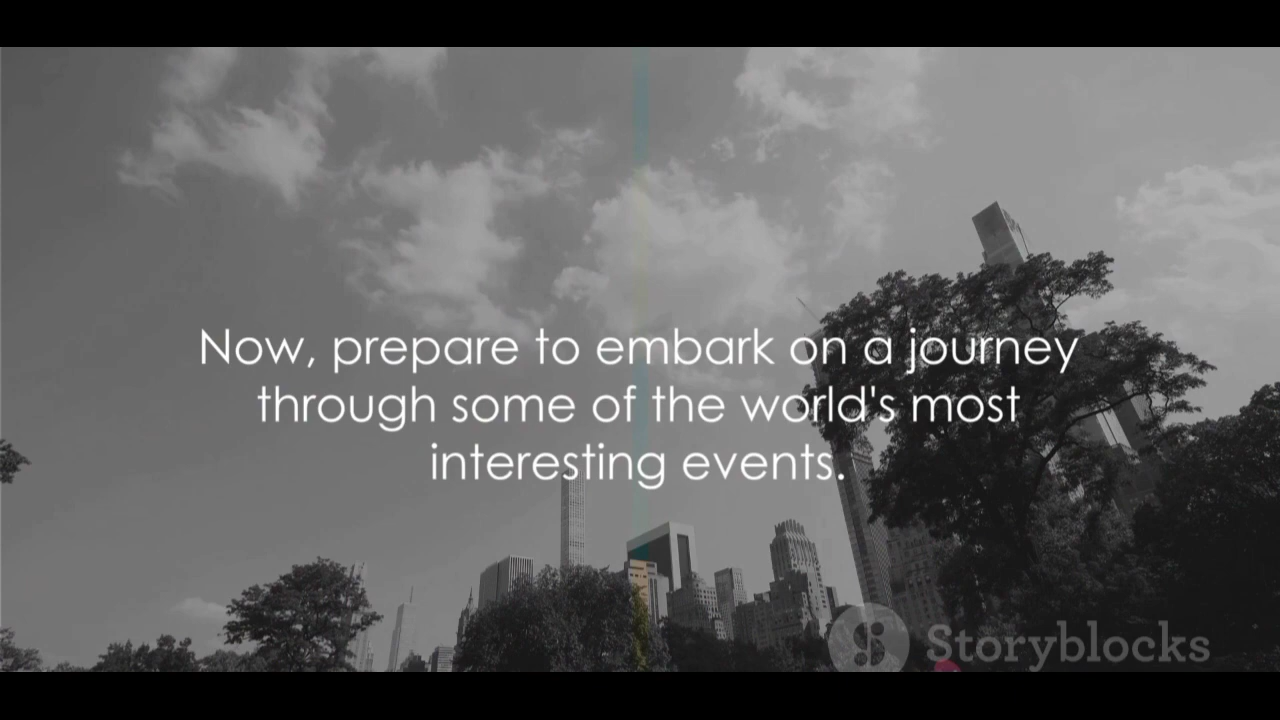 Now, prepare to embark on a journey
through some of the world's most
interesting events.
Storyblocks